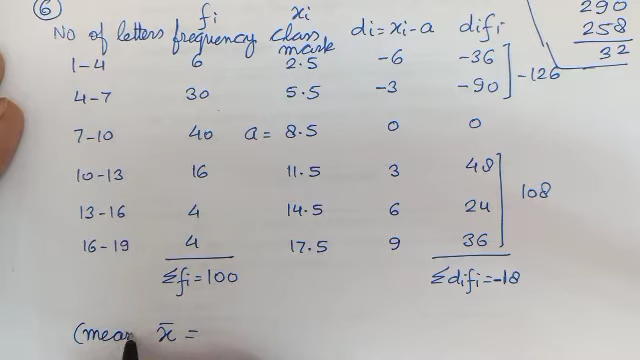 6
fi xi 290
No of letters frequency class mark di = xi - a difi 258
32
1-4 6 2.5 -6 -36
-126
4-7 30 5.5 -3 -90
7-10 40 a = 8.5 0 0
10-13 16 11.5 3 48
108
13-16 4 14.5 6 24
16-19 4 17.5 9 36
Σfi = 100 Σdifi = -18
(mean x̄ =